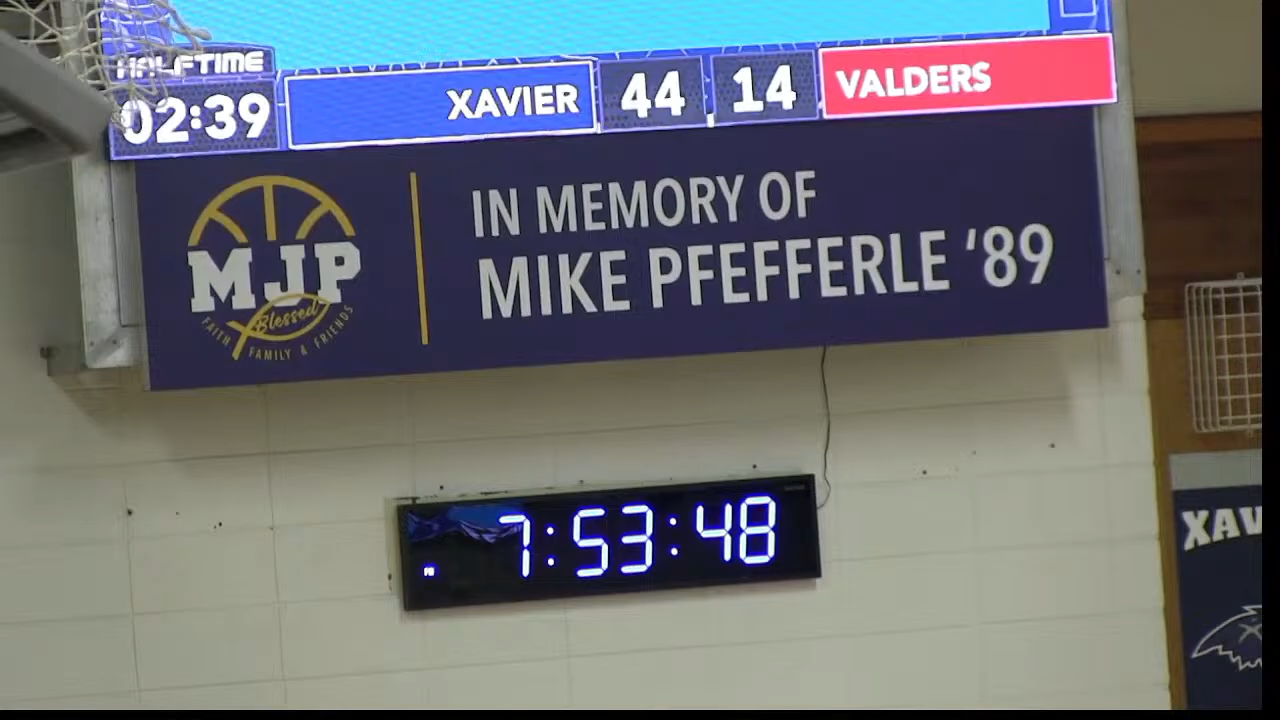 HALFTIME
02:39
XAVIER
44
14
VALDERS
MJP
Blessed
FAITH FAMILY & FRIENDS
IN MEMORY OF
MIKE PFEFFERLE '89
PM
7:53:48
XAV